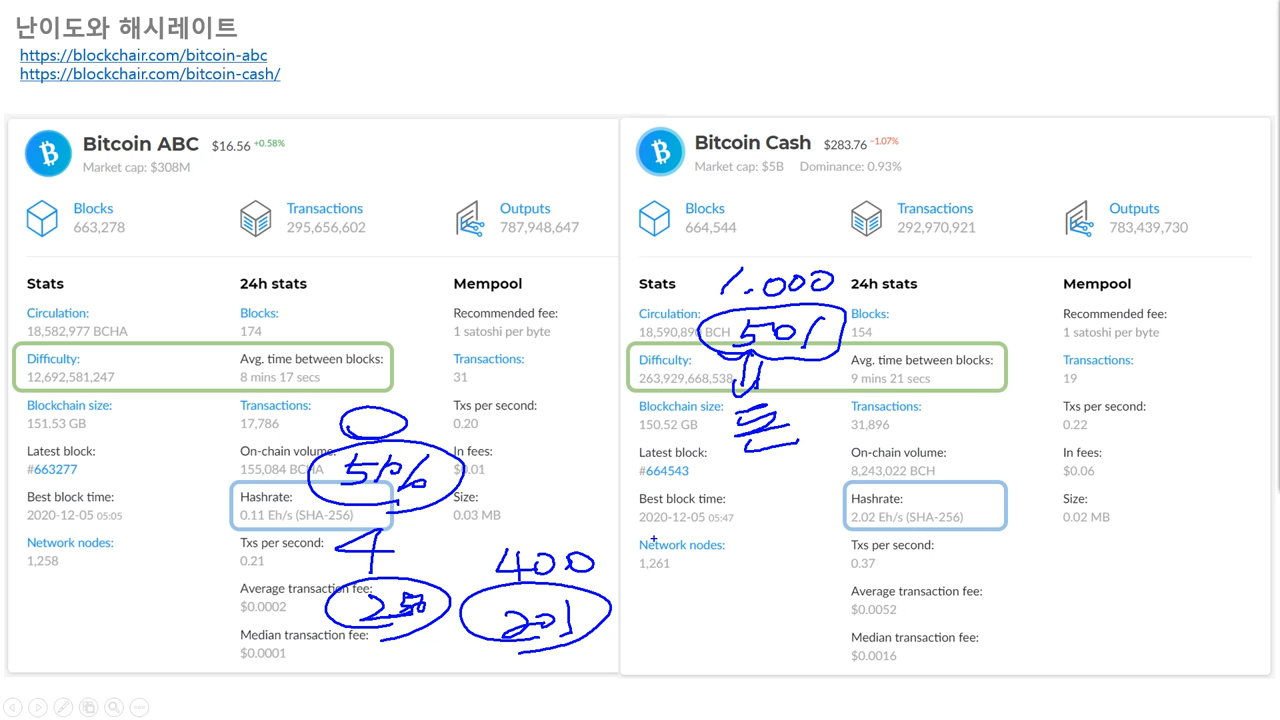 난이도와 해시레이트
https://blockchair.com/bitcoin-abc
https://blockchair.com/bitcoin-cash/
Bitcoin ABC $16.56 +0.58%
Market cap: $308M
Blocks
663,278
Transactions
295,656,602
Outputs
787,948,647
Stats
Circulation:
18,582,977 BCHA
Difficulty:
12,692,581,247
Blockchain size:
151.53 GB
Latest block:
#663277
Best block time:
2020-12-05 05:05
Network nodes:
1,258
24h stats
Blocks:
174
Avg. time between blocks:
8 mins 17 secs
Transactions:
17,786
On-chain volume:
155,084 BCHA
51%
Hashrate:
0.11 Eh/s (SHA-256)
4
Txs per second:
0.21
Average transaction fee:
$0.0002
250
Median transaction fee:
$0.0001
Mempool
Recommended fee:
1 satoshi per byte
Transactions:
31
Txs per second:
0.20
In fees:
$0.01
Size:
0.03 MB
400
201
Bitcoin Cash $283.76 −1.07%
Market cap: $5B Dominance: 0.93%
Blocks
664,544
Transactions
292,970,921
Outputs
783,439,730
1.000
501
Stats
Circulation:
18,590,890 BCH
Difficulty:
263,929,668,538
Blockchain size:
150.52 GB
Latest block:
#664543
Best block time:
2020-12-05 05:47
Network nodes:
1,261
24h stats
Blocks:
154
Avg. time between blocks:
9 mins 21 secs
Transactions:
31,896
On-chain volume:
8,243,022 BCH
Hashrate:
2.02 Eh/s (SHA-256)
Txs per second:
0.37
Average transaction fee:
$0.0052
Median transaction fee:
$0.0016
Mempool
Recommended fee:
1 satoshi per byte
Transactions:
19
Txs per second:
0.22
In fees:
$0.06
Size:
0.02 MB